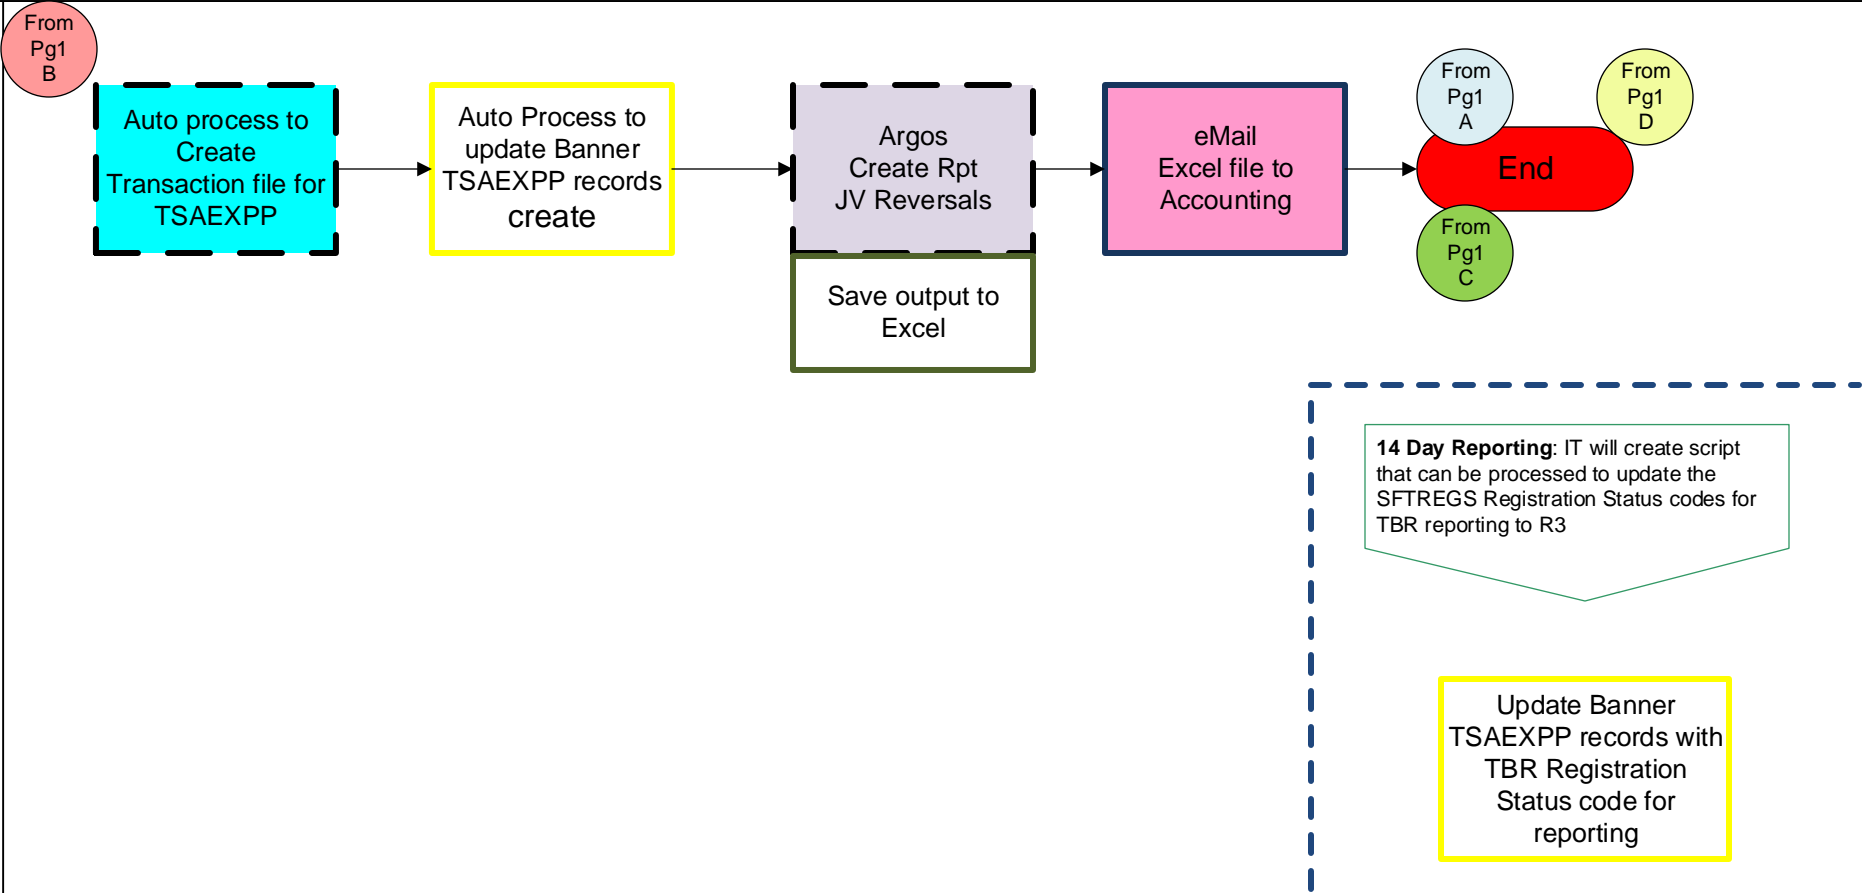 From
Pg1
B
Auto process to
Create
Transaction file for
TSAEXPP
Auto Process to
update Banner
TSAEXPP records
create
Argos
Create Rpt
JV Reversals
Save output to
Excel
eMail
Excel file to
Accounting
From
Pg1
A
From
Pg1
D
End
From
Pg1
C
14 Day Reporting: IT will create script
that can be processed to update the
SFTREGS Registration Status codes for
TBR reporting to R3
Update Banner
TSAEXPP records with
TBR Registration
Status code for
reporting